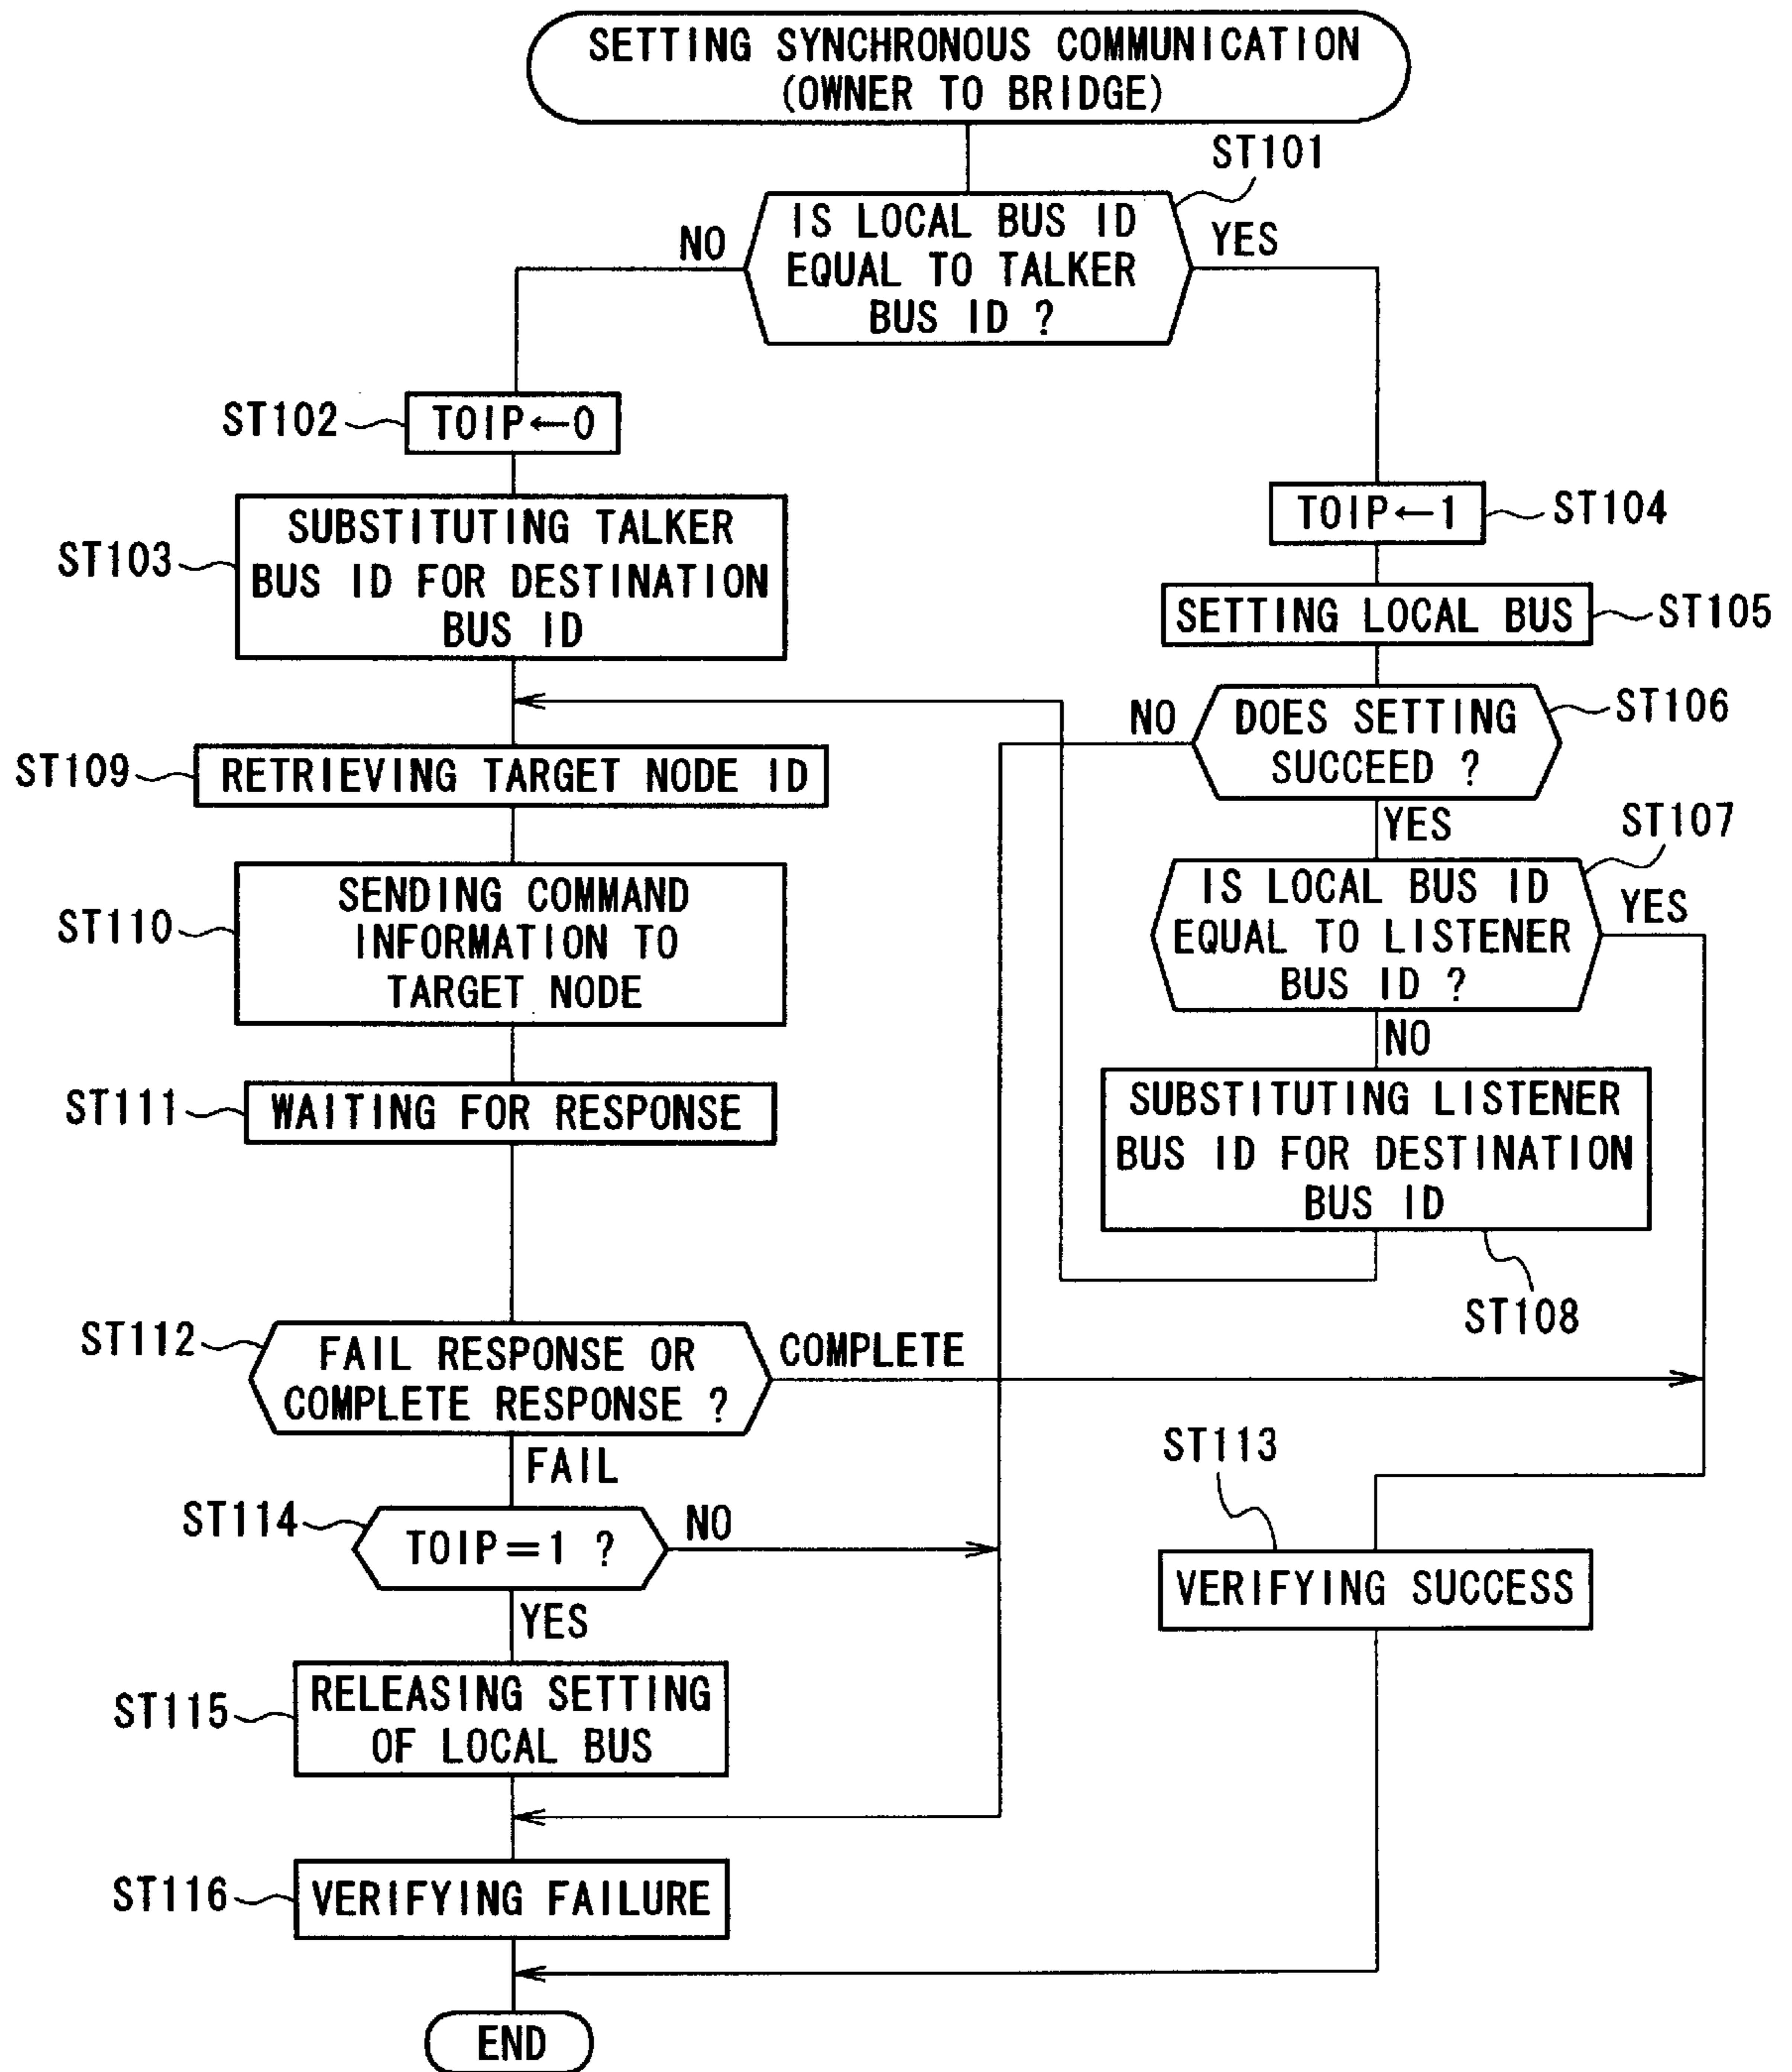 SETTING SYNCHRONOUS COMMUNICATION
(OWNER TO BRIDGE)
ST101
IS LOCAL BUS ID
EQUAL TO TALKER
BUS ID ?
NO
YES
ST102
TOIP←0
ST103
SUBSTITUTING TALKER
BUS ID FOR DESTINATION
BUS ID
TOIP←1
ST104
SETTING LOCAL BUS
ST105
NO
DOES SETTING
SUCCEED ?
ST106
YES
ST109
RETRIEVING TARGET NODE ID
ST107
IS LOCAL BUS ID
EQUAL TO LISTENER
BUS ID ?
YES
NO
ST110
SENDING COMMAND
INFORMATION TO
TARGET NODE
ST111
WAITING FOR RESPONSE
SUBSTITUTING LISTENER
BUS ID FOR DESTINATION
BUS ID
ST108
ST112
FAIL RESPONSE OR
COMPLETE RESPONSE ?
COMPLETE
FAIL
ST113
VERIFYING SUCCESS
ST114
TOIP=1 ?
NO
YES
ST115
RELEASING SETTING
OF LOCAL BUS
ST116
VERIFYING FAILURE
END